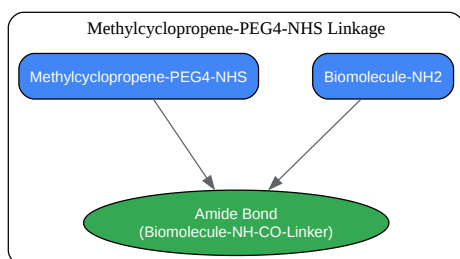 Methylcyclopropene-PEG4-NHS Linkage
Methylcyclopropene-PEG4-NHS
Biomolecule-NH2
Amide Bond
(Biomolecule-NH-CO-Linker)